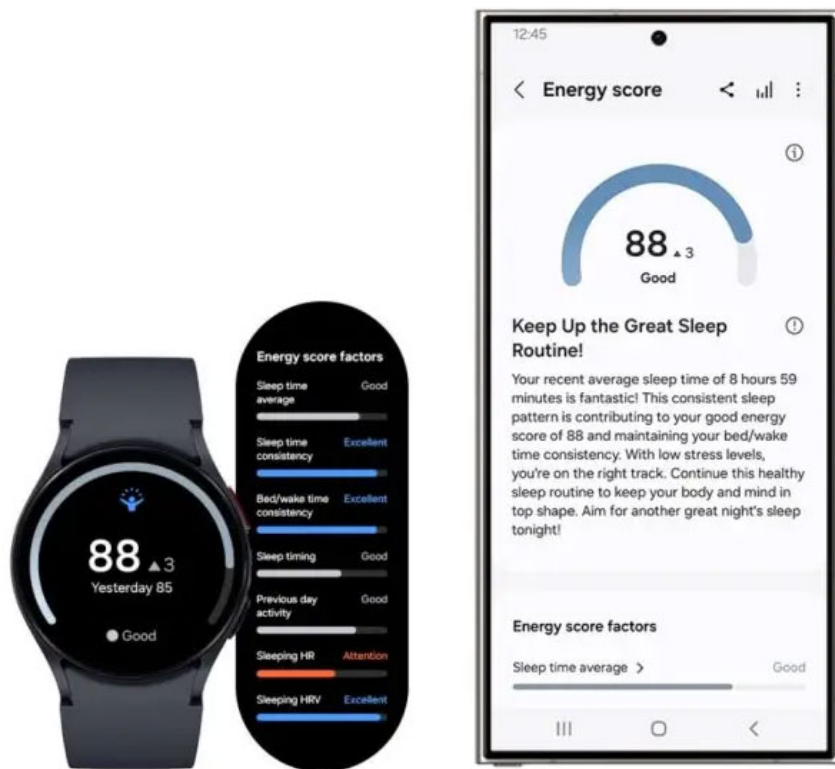 88 ▲3
Yesterday 85
Good
Energy score factors
Sleep time
average
Good
Sleep time
consistency
Excellent
Bed/wake time
consistency
Excellent
Sleep timing
Good
Previous day
activity
Good
Sleeping HR
Attention
Sleeping HRV
Excellent
12:45
Energy score
88 ▲3
Good
Keep Up the Great Sleep
Routine!
Your recent average sleep time of 8 hours 59
minutes is fantastic! This consistent sleep
pattern is contributing to your good energy
score of 88 and maintaining your bed/wake
time consistency. With low stress levels,
you're on the right track. Continue this healthy
sleep routine to keep your body and mind in
top shape. Aim for another great night's sleep
tonight!
Energy score factors
Sleep time average >
Good